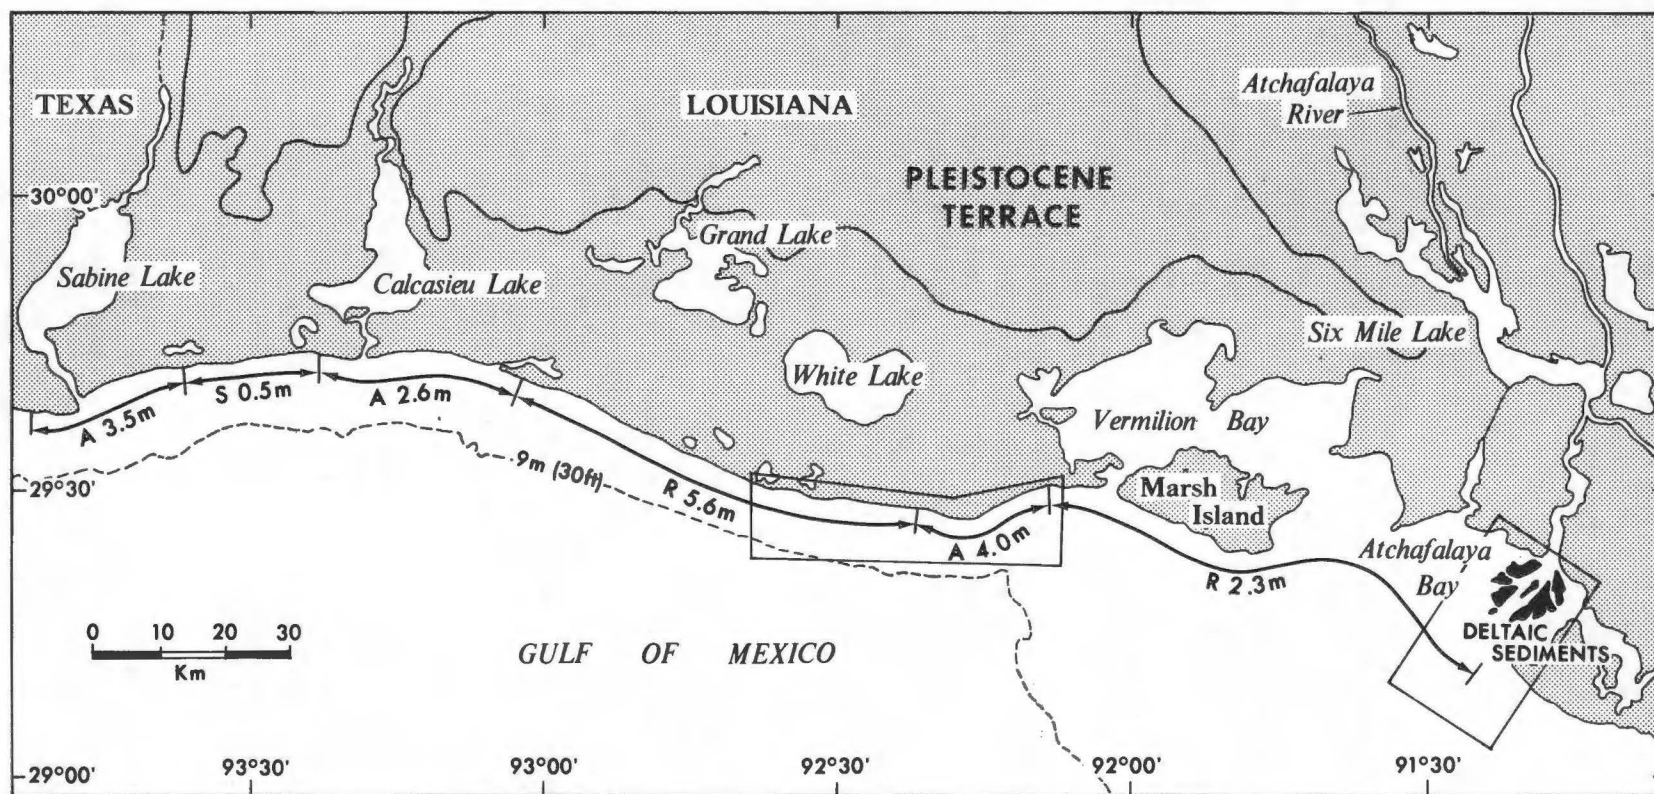 TEXAS
LOUISIANA
Atchafalaya
River
PLEISTOCENE
TERRACE
30°00'
Grand Lake
Sabine Lake
Calcasieu Lake
Six Mile Lake
White Lake
Vermilion Bay
S 0.5m
A 2.6m
A 3.5m
9m (30ft)
29°30'
R 5.6m
Marsh
Island
A 4.0m
Atchafalaya
Bay
R 2.3m
0 10 20 30
Km
GULF OF MEXICO
DELTAIC
SEDIMENTS
29°00'
93°30'
93°00'
92°30'
92°00'
91°30'